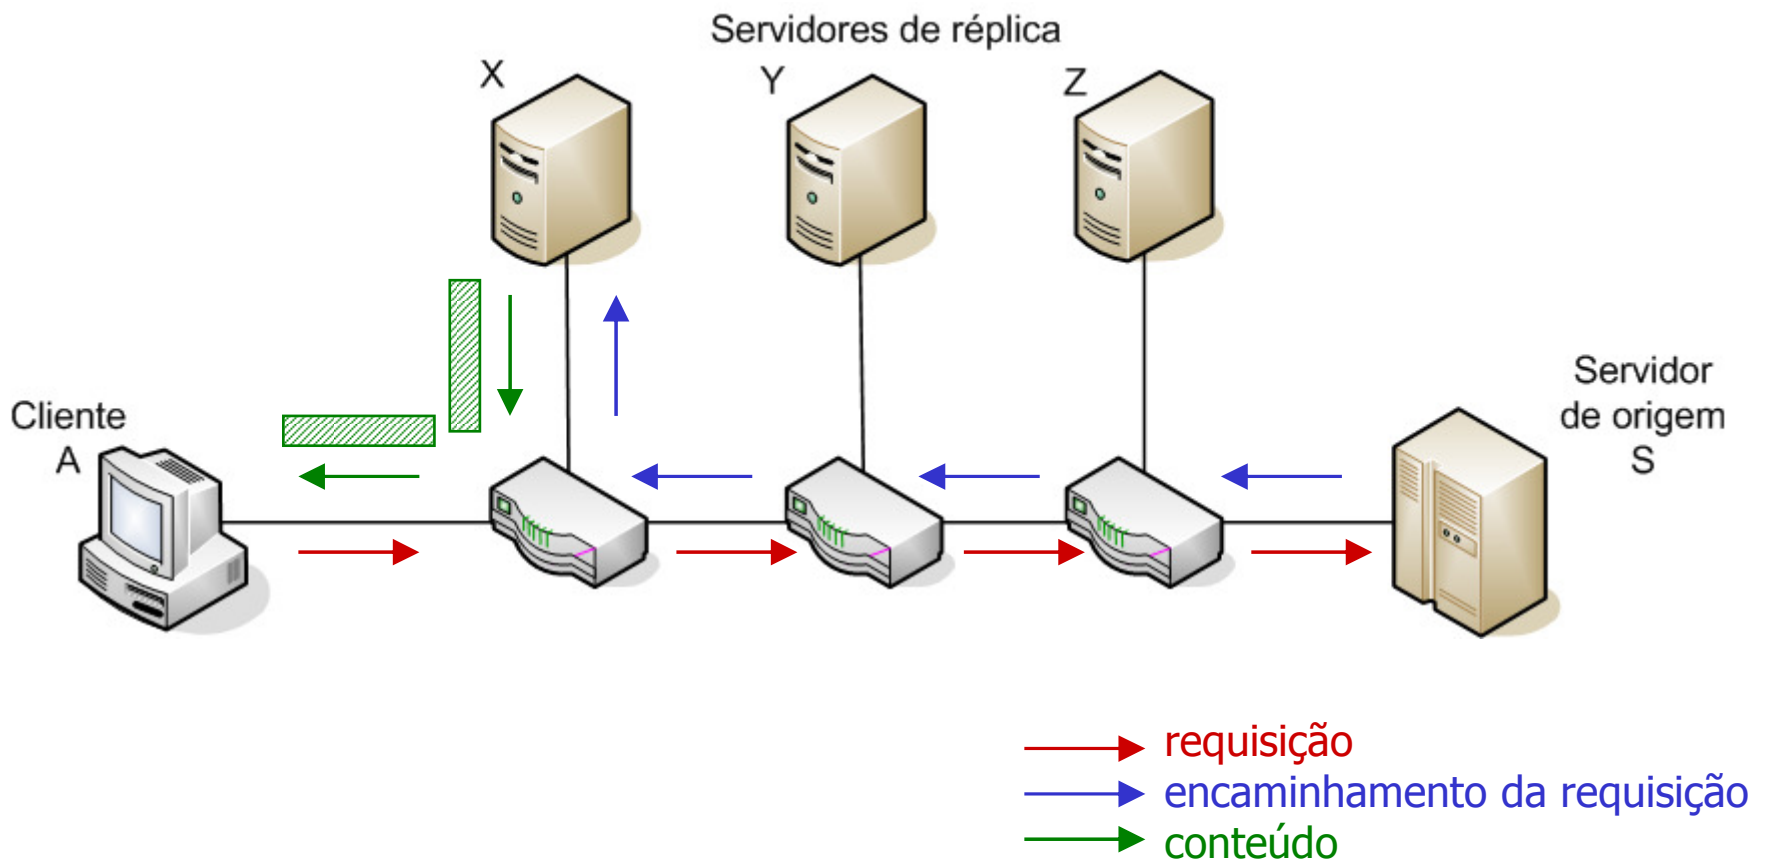 Servidores de réplica
X
Y
Z
Cliente
A
Servidor
de origem
S
requisição
encaminhamento da requisição
conteúdo